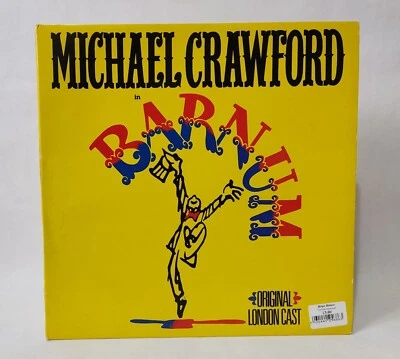 MICHAEL CRAWFORD
in
BARNUM
ORIGINAL
LONDON CAST